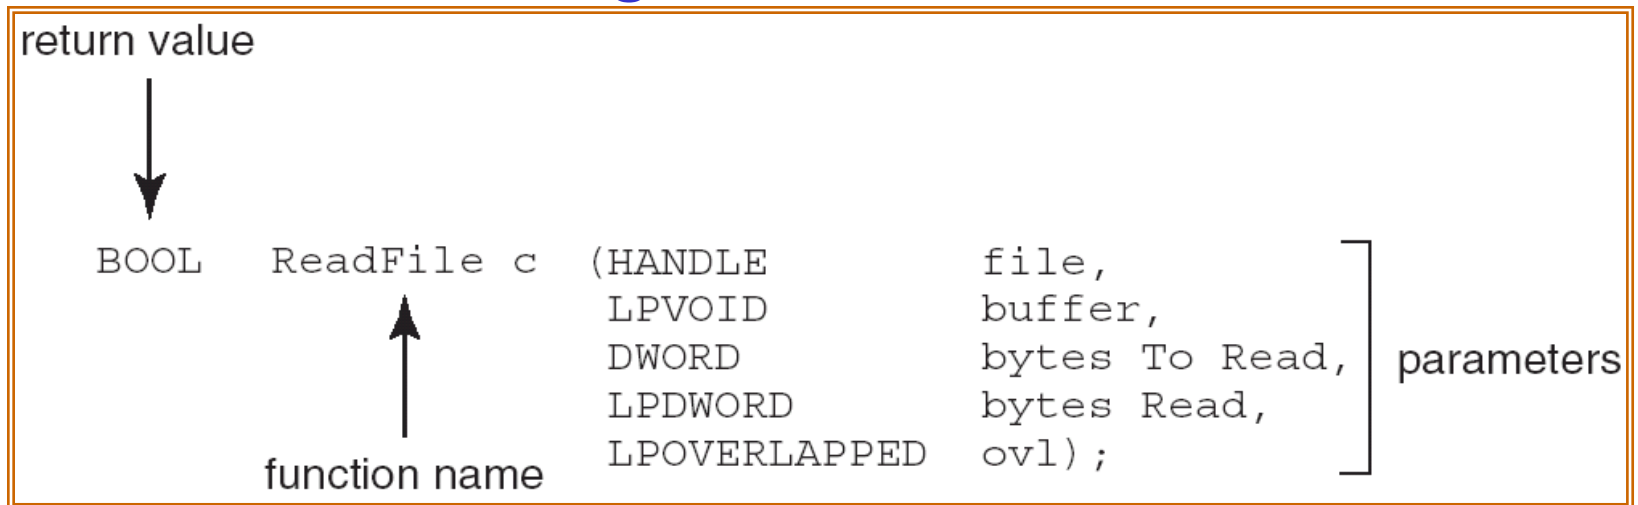 return value
BOOL ReadFile c (HANDLE file,
LPVOID buffer,
DWORD bytes To Read,
parameters
LPDWORD bytes Read,
LPOVERLAPPED ovl);
function name